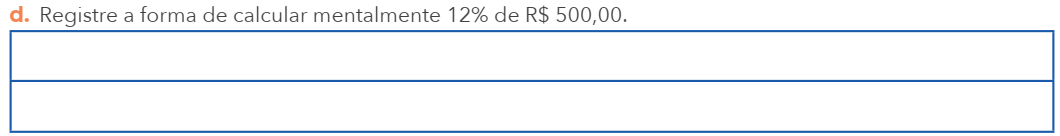 d. Registre a forma de calcular mentalmente 12% de R$ 500,00.